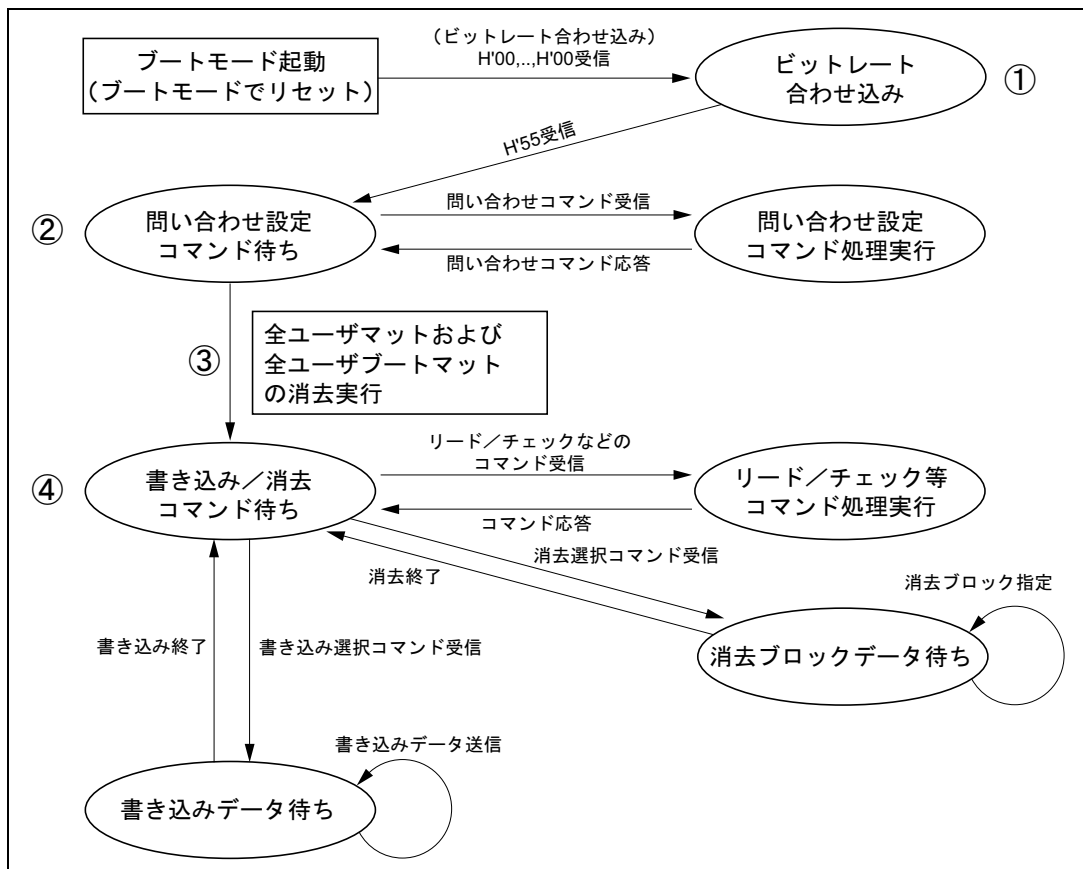 ブートモード起動
(ブートモードでリセット)
(ビットレート合わせ込み)
H'00,..,H'00受信
ビットレート
合わせ込み
①
H'55受信
②
問い合わせ設定
コマンド待ち
問い合わせコマンド受信
問い合わせコマンド応答
問い合わせ設定
コマンド処理実行
③
全ユーザマットおよび
全ユーザブートマット
の消去実行
④
書き込み／消去
コマンド待ち
リード／チェックなどの
コマンド受信
コマンド応答
リード／チェック等
コマンド処理実行
消去選択コマンド受信
消去終了
消去ブロック指定
消去ブロックデータ待ち
書き込み終了
書き込み選択コマンド受信
書き込みデータ送信
書き込みデータ待ち